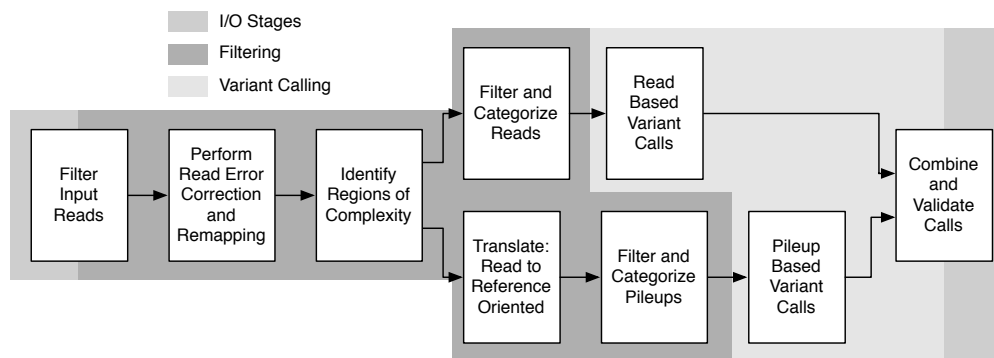 I/O Stages
Filtering
Variant Calling
Filter and
Categorize
Reads
Read
Based
Variant
Calls
Filter
Input
Reads
Perform
Read Error
Correction
and
Remapping
Identify
Regions of
Complexity
Combine
and
Validate
Calls
Translate:
Read to
Reference
Oriented
Filter and
Categorize
Pileups
Pileup
Based
Variant
Calls